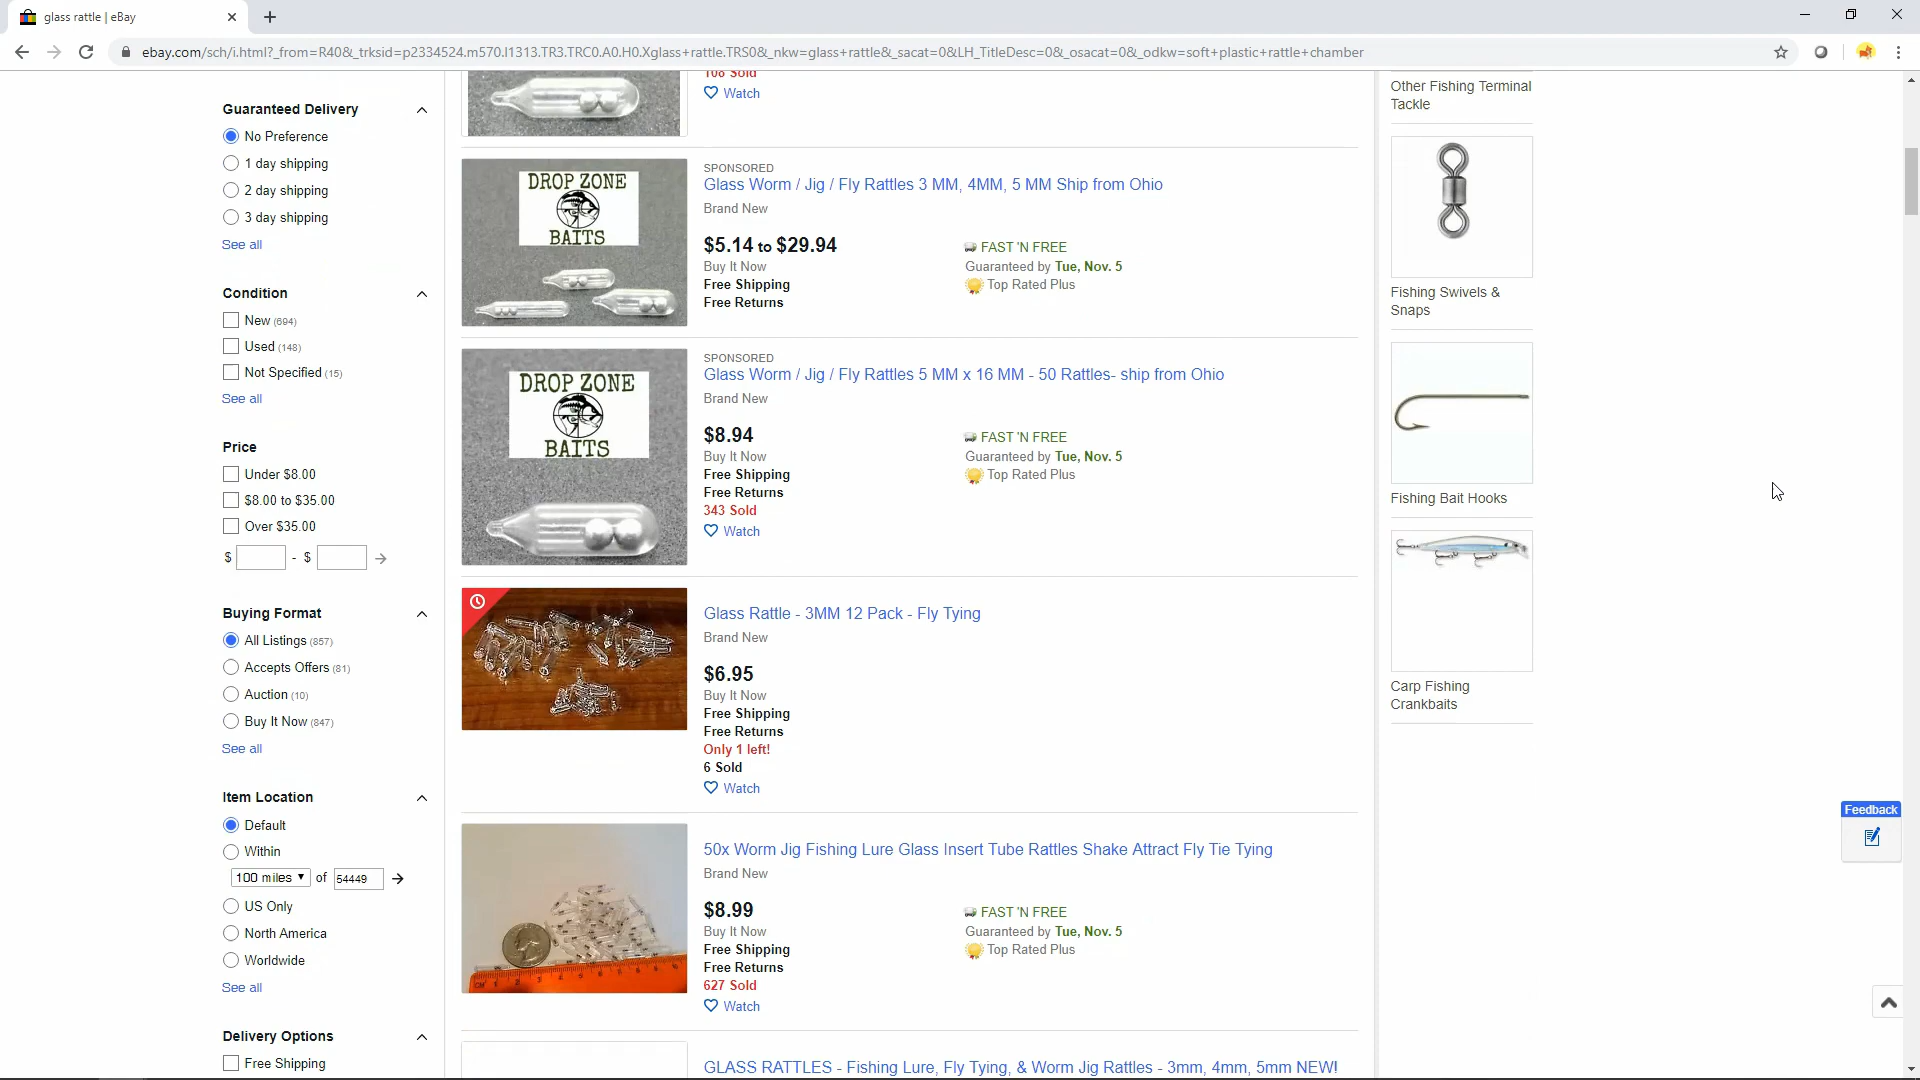 glass rattle | eBay
ebay.com/sch/i.html?_from=R40&_trksid=p2334524.m570.l1313.TR3.TRC0.A0.H0.Xglass+rattle.TRS0&_nkw=glass+rattle&_sacat=0&LH_TitleDesc=0&_osacat=0&_odkw=soft+plastic+rattle+chamber
Guaranteed Delivery
No Preference
1 day shipping
2 day shipping
3 day shipping
See all
Condition
New (694)
Used (148)
Not Specified (15)
See all
Price
Under $8.00
$8.00 to $35.00
Over $35.00
$ - $
Buying Format
All Listings (857)
Accepts Offers (81)
Auction (10)
Buy It Now (847)
See all
Item Location
Default
Within
100 miles of 54449
US Only
North America
Worldwide
See all
Delivery Options
Free Shipping
108 Sold
Watch
DROP ZONE
BAITS
SPONSORED
Glass Worm / Jig / Fly Rattles 3 MM, 4MM, 5 MM Ship from Ohio
Brand New
$5.14 to $29.94
Buy It Now
Free Shipping
Free Returns
FAST 'N FREE
Guaranteed by Tue, Nov. 5
Top Rated Plus
DROP ZONE
BAITS
SPONSORED
Glass Worm / Jig / Fly Rattles 5 MM x 16 MM - 50 Rattles- ship from Ohio
Brand New
$8.94
Buy It Now
Free Shipping
Free Returns
343 Sold
Watch
FAST 'N FREE
Guaranteed by Tue, Nov. 5
Top Rated Plus
Glass Rattle - 3MM 12 Pack - Fly Tying
Brand New
$6.95
Buy It Now
Free Shipping
Free Returns
Only 1 left!
6 Sold
Watch
50x Worm Jig Fishing Lure Glass Insert Tube Rattles Shake Attract Fly Tie Tying
Brand New
$8.99
Buy It Now
Free Shipping
Free Returns
627 Sold
Watch
FAST 'N FREE
Guaranteed by Tue, Nov. 5
Top Rated Plus
GLASS RATTLES - Fishing Lure, Fly Tying, & Worm Jig Rattles - 3mm, 4mm, 5mm NEW!
Other Fishing Terminal
Tackle
Fishing Swivels &
Snaps
Fishing Bait Hooks
Carp Fishing
Crankbaits
Feedback